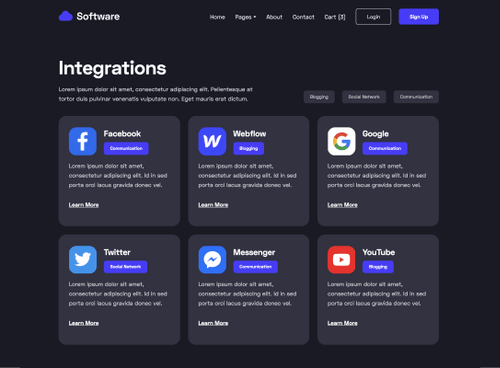 Software
Home Pages About Contact Cart [3] Login Sign Up
Integrations
Lorem ipsum dolor sit amet, consectetur adipiscing elit. Pellentesque at
tortor duis pulvinar venenatis vulputate non. Eget mauris erat dictum.
Blogging Social Network Communication
Facebook
Communication
Lorem ipsum dolor sit amet,
consectetur adipiscing elit. Id in sed
porta orci lacus gravida donec vel.
Learn More
W
Webflow
Blogging
Lorem ipsum dolor sit amet,
consectetur adipiscing elit. Id in sed
porta orci lacus gravida donec vel.
Learn More
G
Google
Communication
Lorem ipsum dolor sit amet,
consectetur adipiscing elit. Id in sed
porta orci lacus gravida donec vel.
Learn More
Twitter
Social Network
Lorem ipsum dolor sit amet,
consectetur adipiscing elit. Id in sed
porta orci lacus gravida donec vel.
Learn More
Messenger
Communication
Lorem ipsum dolor sit amet,
consectetur adipiscing elit. Id in sed
porta orci lacus gravida donec vel.
Learn More
YouTube
Blogging
Lorem ipsum dolor sit amet,
consectetur adipiscing elit. Id in sed
porta orci lacus gravida donec vel.
Learn More